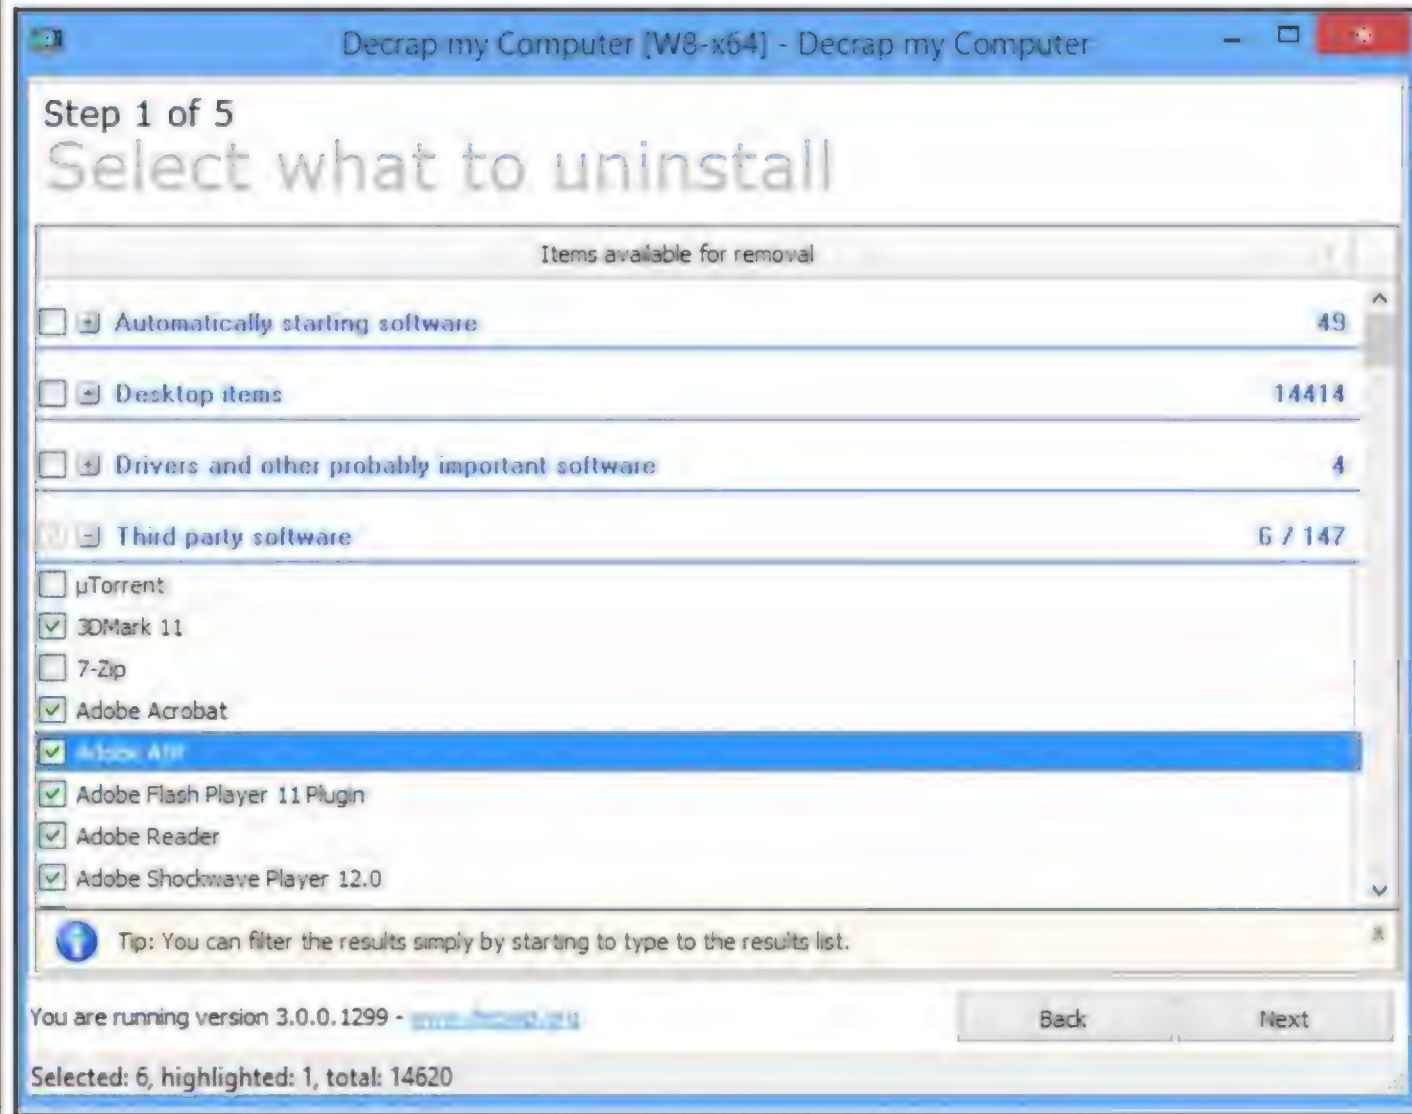 Decrap my Computer [W8-x64] - Decrap my Computer
Step 1 of 5
Select what to uninstall
Items available for removal
Automatically starting software 49
Desktop items 14414
Drivers and other probably important software 4
Third party software 6 / 147
µTorrent
3DMark 11
7-Zip
Adobe Acrobat
Adobe AIR
Adobe Flash Player 11 Plugin
Adobe Reader
Adobe Shockwave Player 12.0
Tip: You can filter the results simply by starting to type to the results list.
You are running version 3.0.0.1299 - www.decrap.org
Back Next
Selected: 6, highlighted: 1, total: 14620